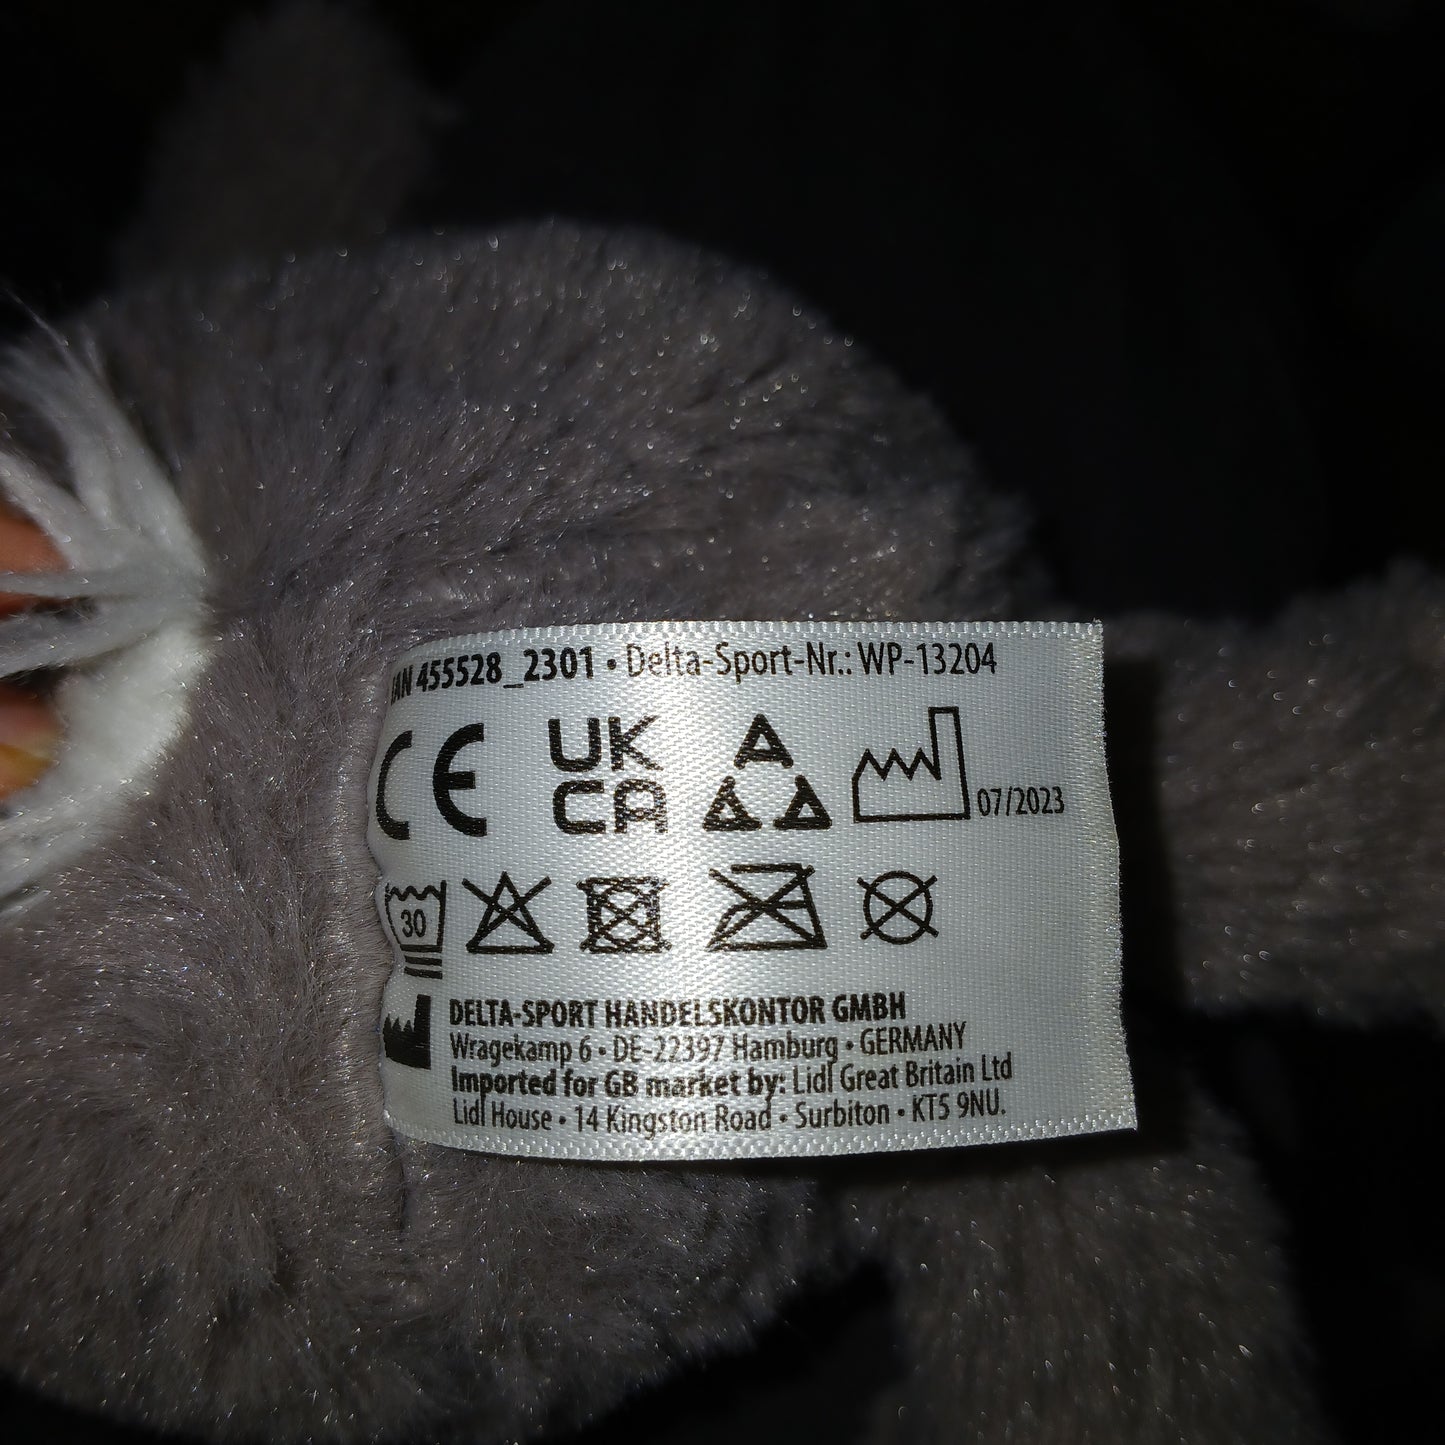 IAN 455528_2301 • Delta-Sport-Nr.: WP-13204
CE UK
CA
07/2023
30
DELTA-SPORT HANDELSKONTOR GMBH
Wragekamp 6 • DE-22397 Hamburg • GERMANY
Imported for GB market by: Lidl Great Britain Ltd
Lidl House • 14 Kingston Road • Surbiton • KT5 9NU.